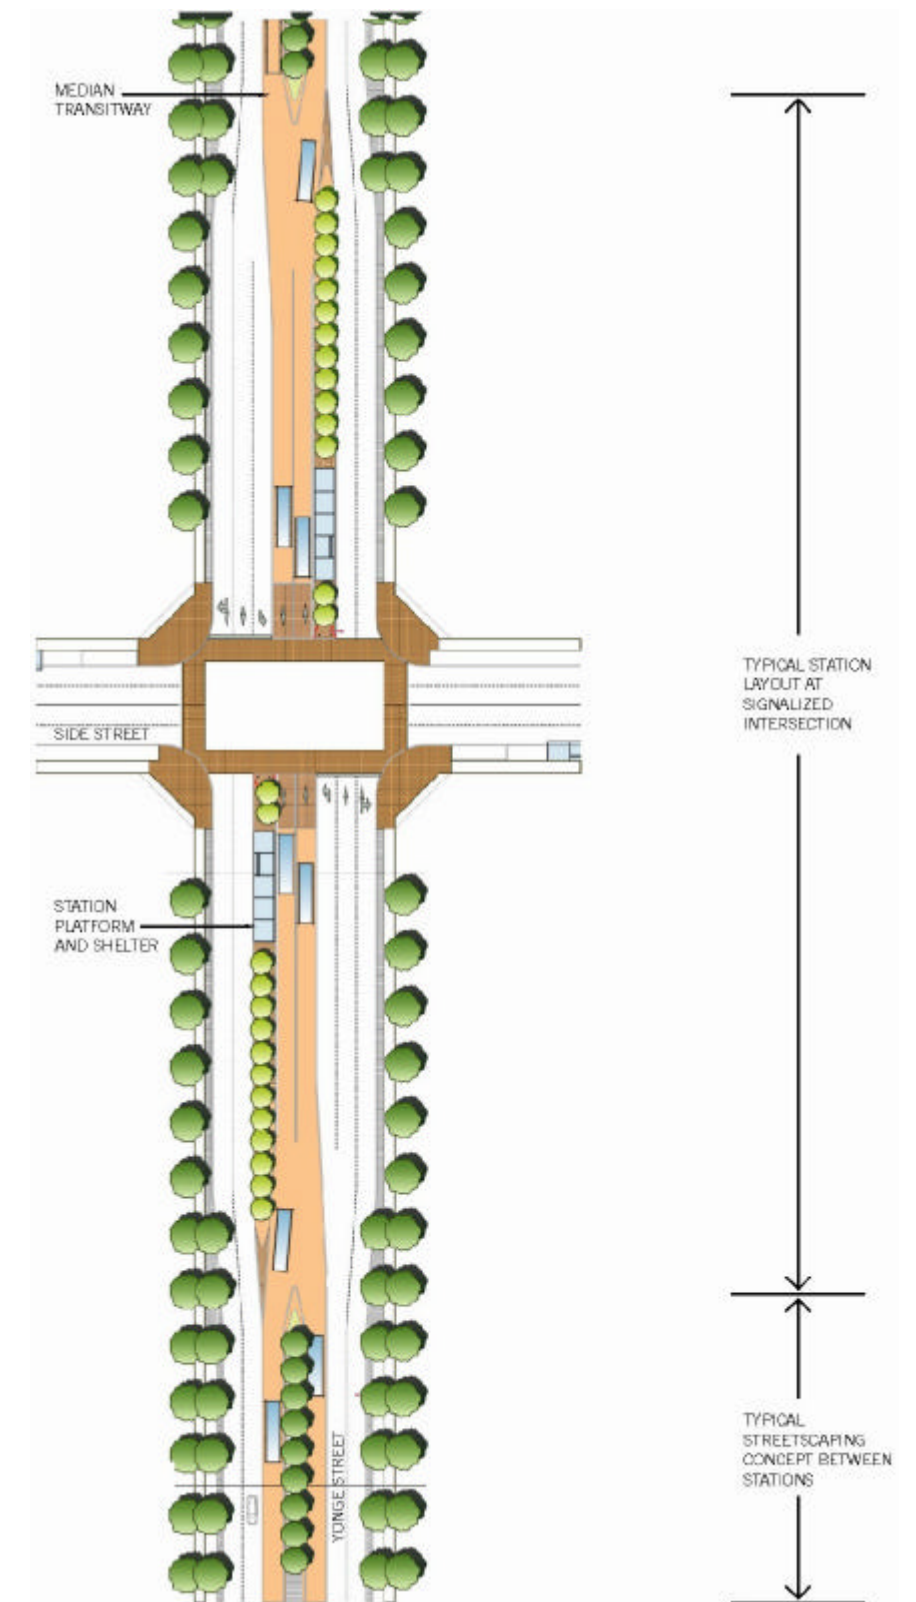 MEDIAN
TRANSITWAY
TYPICAL STATION
LAYOUT AT
SIGNALIZED
INTERSECTION
SIDE STREET
STATION
PLATFORM
AND SHELTER
YONGE STREET
TYPICAL
STREETSCAPING
CONCEPT BETWEEN
STATIONS